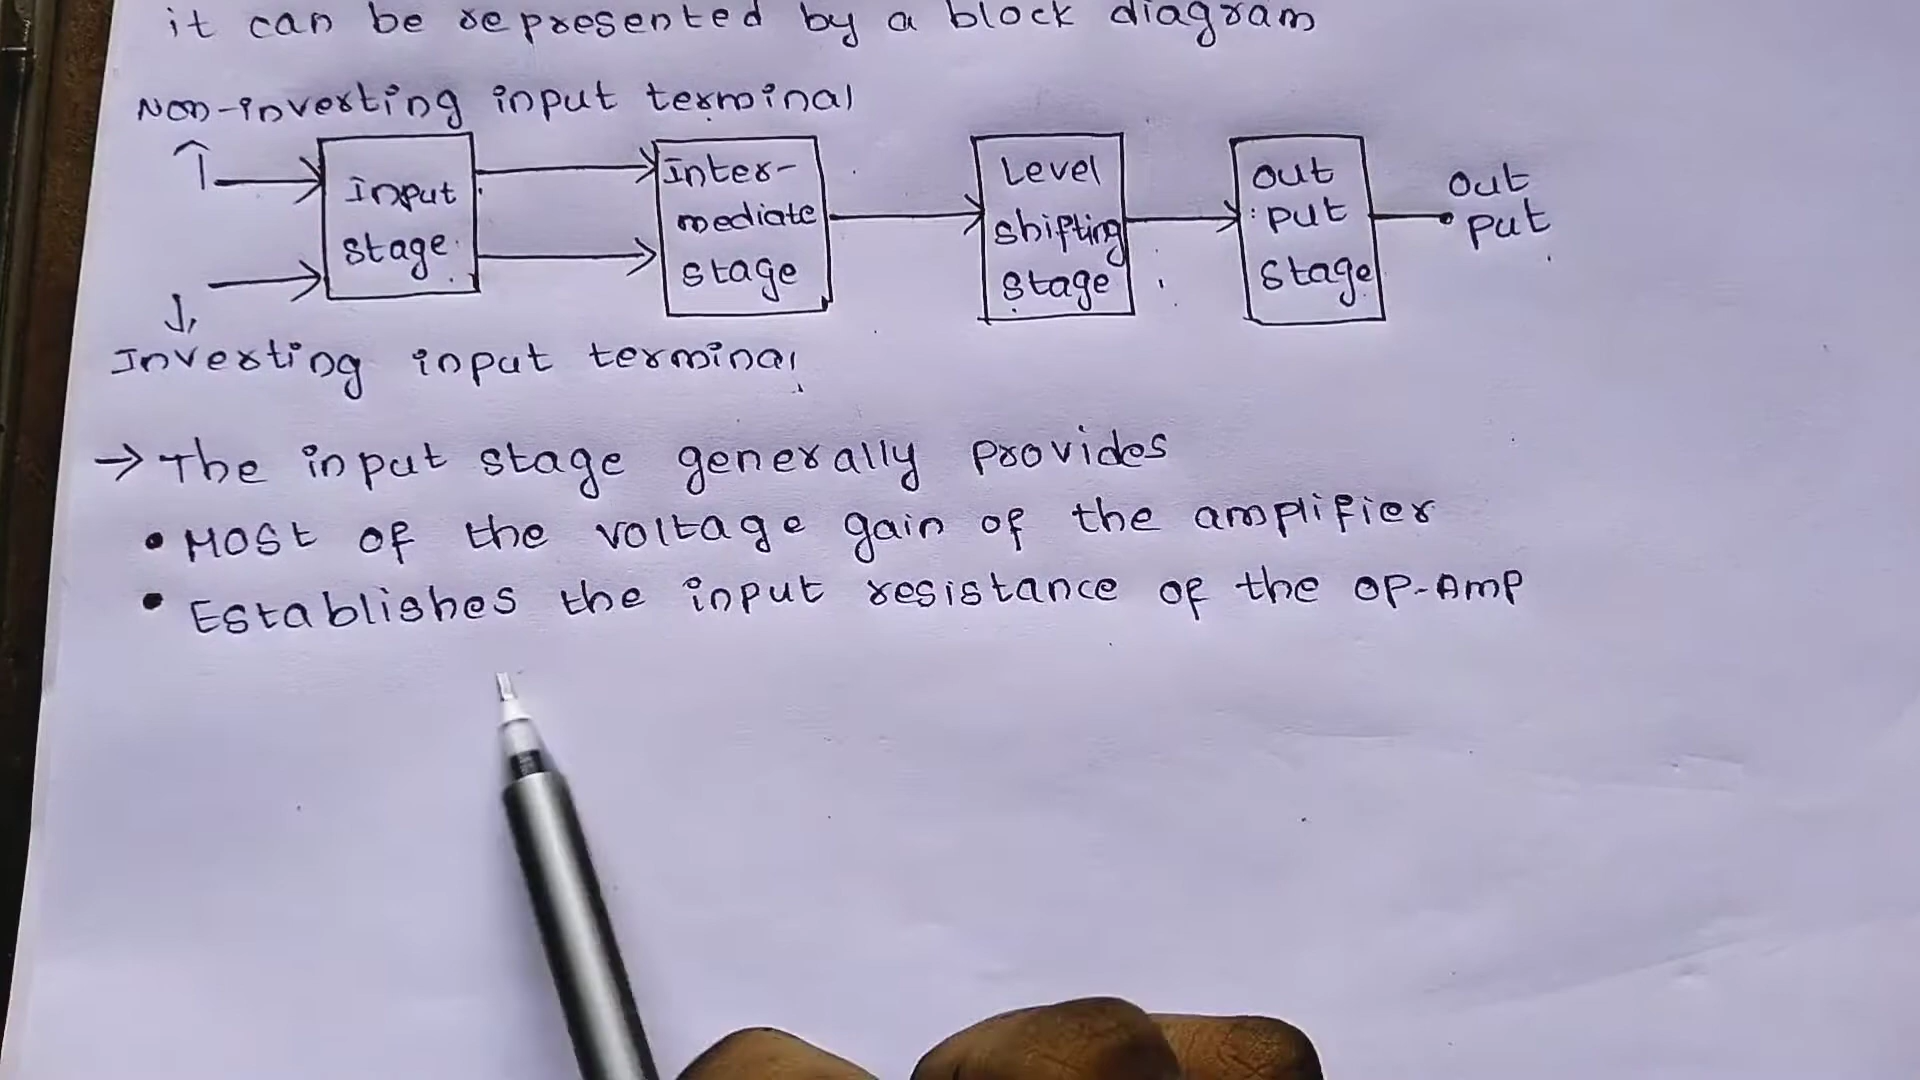 it can be represented by a block diagram
Non-inverting input terminal
Input
stage
Inter-
mediate
stage
Level
shifting
stage
out
put
stage
out
put
Inverting input terminal
→ The input stage generally provides
• Most of the voltage gain of the amplifier
• Establishes the input resistance of the OP-Amp